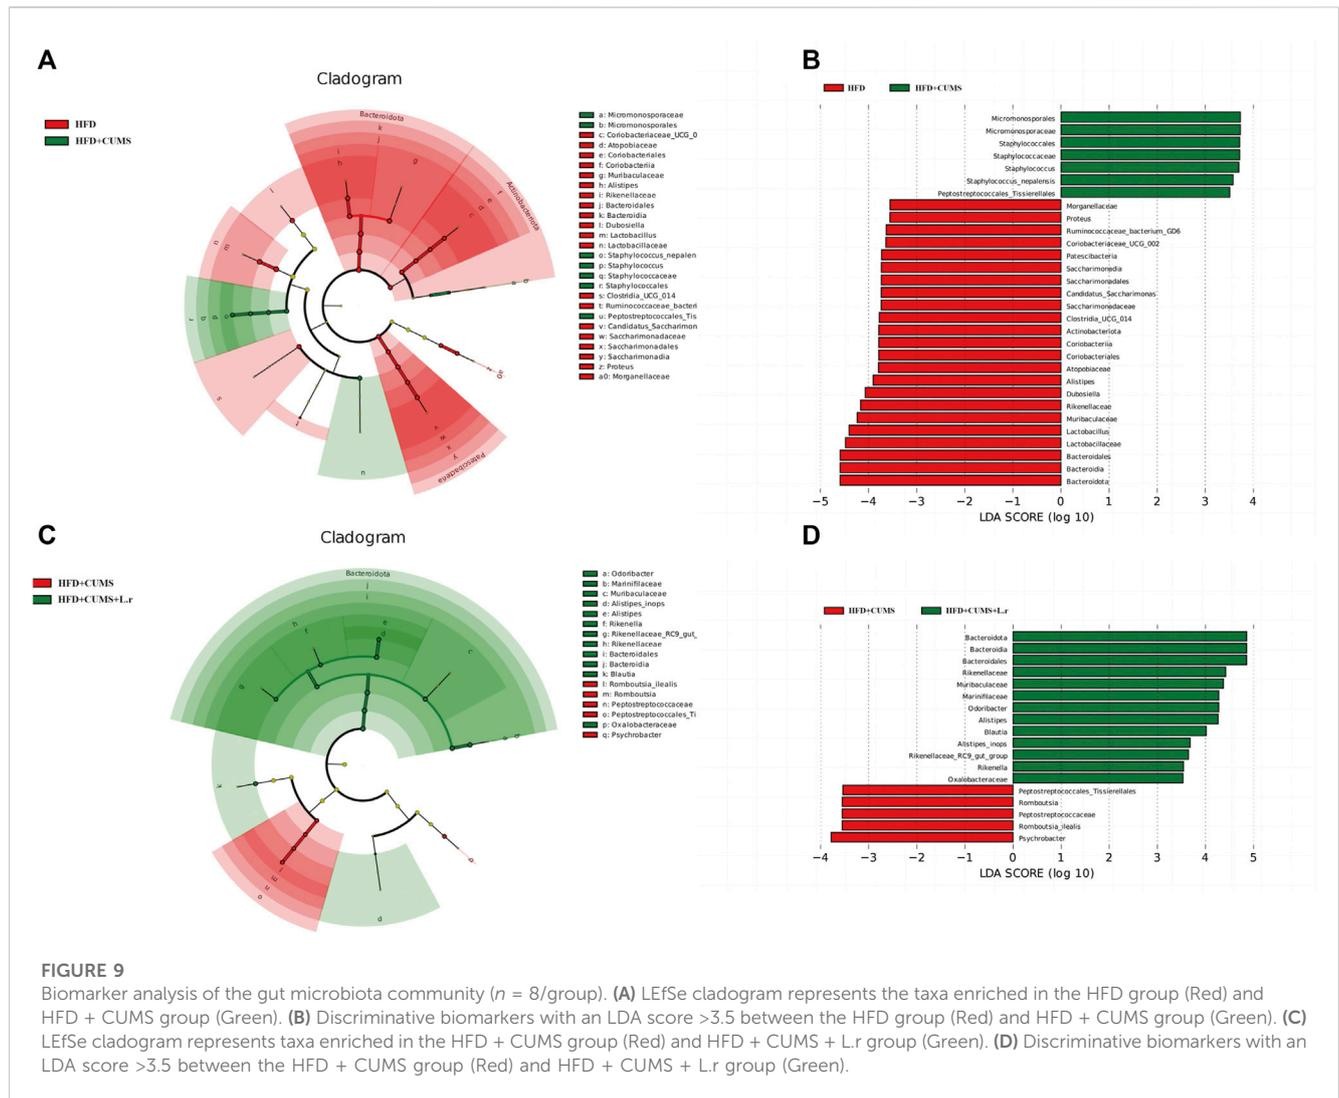 A
Cladogram
HFD
HFD+CUMS
Bacteroidota
Actinobacteriota
Patescibacteria
a: Micromonosporaceae
b: Micromonosporales
c: Coriobacteriaceae_UCG_0
d: Atopobiaceae
e: Coriobacteriales
f: Coriobacteriia
g: Muribaculaceae
h: Alistipes
i: Rikenellaceae
j: Bacteroidales
k: Bacteroidia
l: Dubosiella
m: Lactobacillus
n: Lactobacillaceae
o: Staphylococcus_nepalen
p: Staphylococcus
q: Staphylococcaceae
r: Staphylococcales
s: Clostridia_UCG_014
t: Ruminococcaceae_bacteri
u: Peptostreptococcales_Tis
v: Candidatus_Saccharimon
w: Saccharimonadaceae
x: Saccharimonadales
y: Saccharimonadia
z: Proteus
a0: Morganellaceae
B
HFD HFD+CUMS
Micromonosporales
Micromonosporaceae
Staphylococcales
Staphylococcaceae
Staphylococcus
Staphylococcus_nepalensis
Peptostreptococcales_Tissierellales
Morganellaceae
Proteus
Ruminococcaceae_bacterium_GD6
Coriobacteriaceae_UCG_002
Patescibacteria
Saccharimonadia
Saccharimonadales
Candidatus_Saccharimonas
Saccharimonadaceae
Clostridia_UCG_014
Actinobacteriota
Coriobacteriia
Coriobacteriales
Atopobiaceae
Alistipes
Dubosiella
Rikenellaceae
Muribaculaceae
Lactobacillus
Lactobacillaceae
Bacteroidales
Bacteroidia
Bacteroidota
−5 −4 −3 −2 −1 0 1 2 3 4
LDA SCORE (log 10)
C
Cladogram
HFD+CUMS
HFD+CUMS+L.r
Bacteroidota
a: Odoribacter
b: Marinifilaceae
c: Muribaculaceae
d: Alistipes_inops
e: Alistipes
f: Rikenella
g: Rikenellaceae_RC9_gut_
h: Rikenellaceae
i: Bacteroidales
j: Bacteroidia
k: Blautia
l: Romboutsia_ilealis
m: Romboutsia
n: Peptostreptococcaceae
o: Peptostreptococcales_Ti
p: Oxalobacteraceae
q: Psychrobacter
D
HFD+CUMS HFD+CUMS+L.r
Bacteroidota
Bacteroidia
Bacteroidales
Rikenellaceae
Muribaculaceae
Marinifilaceae
Odoribacter
Alistipes
Blautia
Alistipes_inops
Rikenellaceae_RC9_gut_group
Rikenella
Oxalobacteraceae
Peptostreptococcales_Tissierellales
Romboutsia
Peptostreptococcaceae
Romboutsia_ilealis
Psychrobacter
−4 −3 −2 −1 0 1 2 3 4 5
LDA SCORE (log 10)
FIGURE 9
Biomarker analysis of the gut microbiota community (n = 8/group). (A) LEfSe cladogram represents the taxa enriched in the HFD group (Red) and
HFD + CUMS group (Green). (B) Discriminative biomarkers with an LDA score >3.5 between the HFD group (Red) and HFD + CUMS group (Green). (C)
LEfSe cladogram represents taxa enriched in the HFD + CUMS group (Red) and HFD + CUMS + L.r group (Green). (D) Discriminative biomarkers with an
LDA score >3.5 between the HFD + CUMS group (Red) and HFD + CUMS + L.r group (Green).